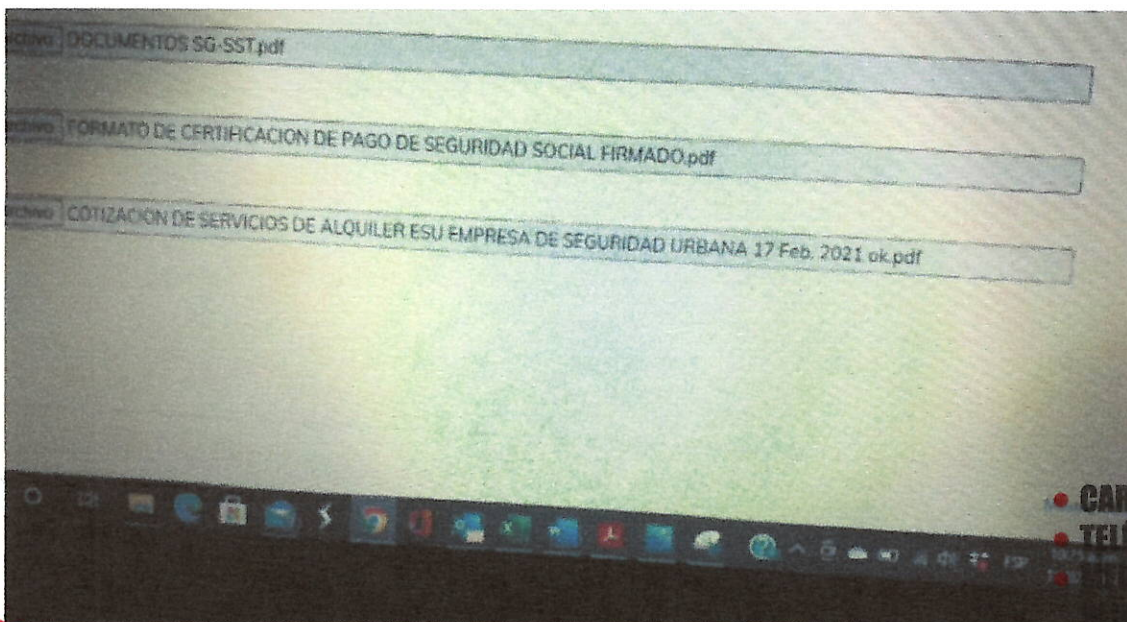 DOCUMENTOS SG-SST.pdf
FORMATO DE CERTIFICACION DE PAGO DE SEGURIDAD SOCIAL FIRMADO.pdf
COTIZACION DE SERVICIOS DE ALQUILER ESU EMPRESA DE SEGURIDAD URBANA 17 Feb. 2021 ok.pdf
ESP